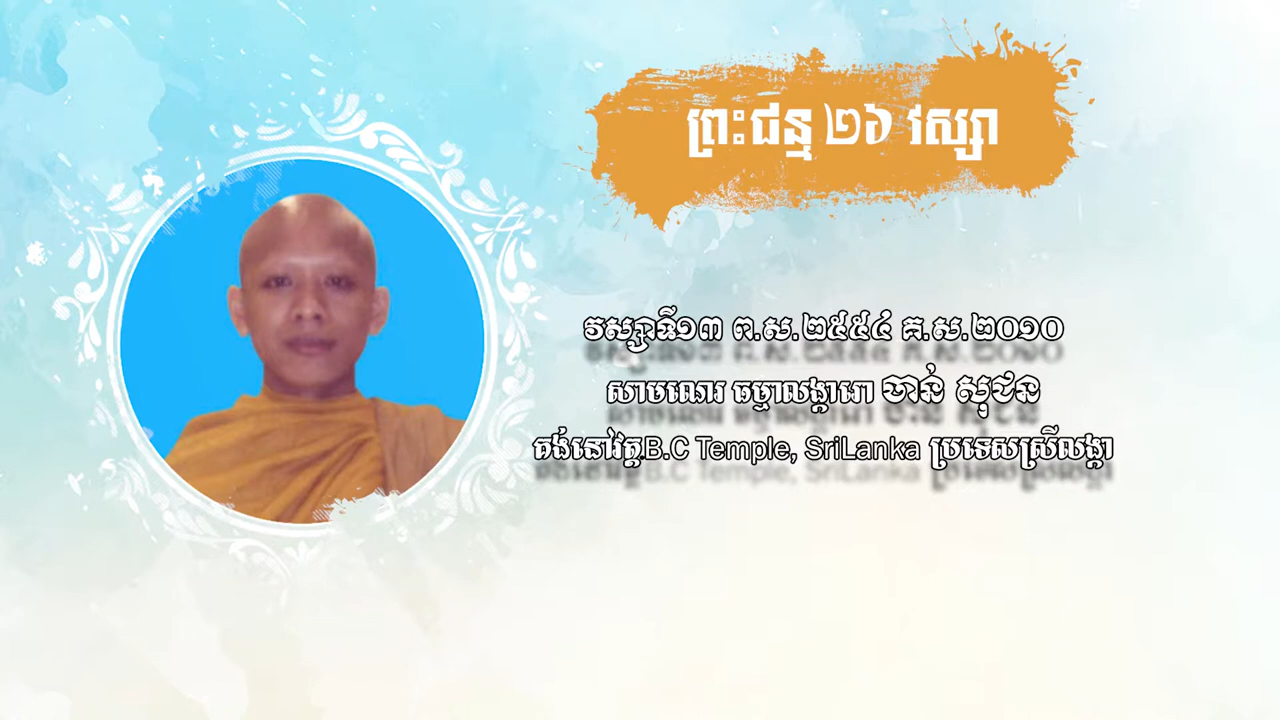 ព្រះជន្ម ២៦ វស្សា
វស្សាទី១៣ ព.ស.២៥៥៤ គ.ស.២០១០
សាមណេរ ធម្មាលង្ការោ ចាន់ សុជន
គង់នៅវត្តB.C Temple, SriLanka ប្រទេសស្រីលង្កា